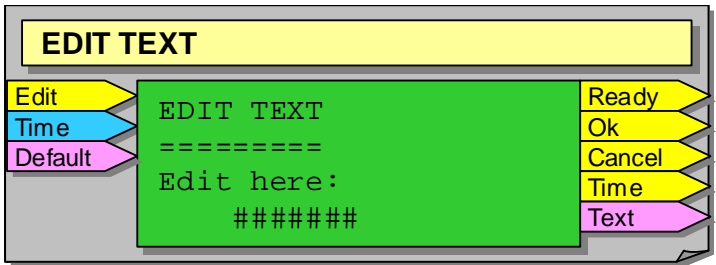 EDIT TEXT
Edit
Time
Default
EDIT TEXT
=========
Edit here:
#######
Ready
Ok
Cancel
Time
Text